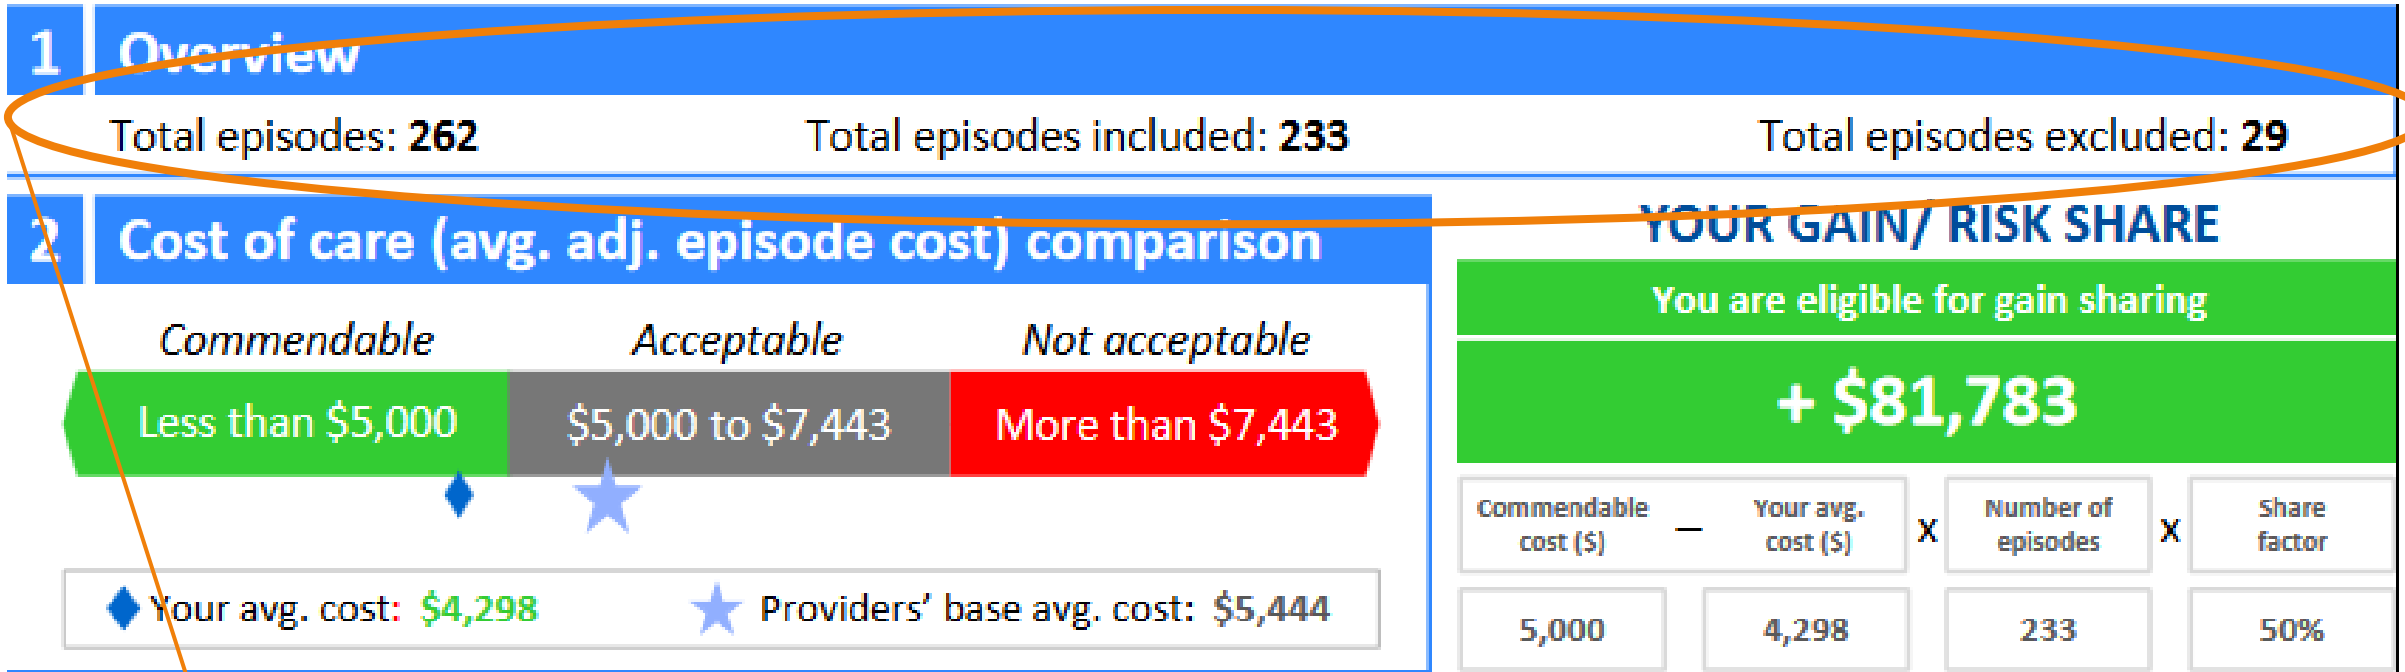 1 Overview
Total episodes: 262 Total episodes included: 233 Total episodes excluded: 29
2 Cost of care (avg. adj. episode cost) comparison
Commendable Acceptable Not acceptable
Less than $5,000 $5,000 to $7,443 More than $7,443
Your avg. cost: $4,298 Providers’ base avg. cost: $5,444
YOUR GAIN/ RISK SHARE
You are eligible for gain sharing
+ $81,783
Commendable cost ($) – Your avg. cost ($) x Number of episodes x Share factor
5,000 4,298 233 50%